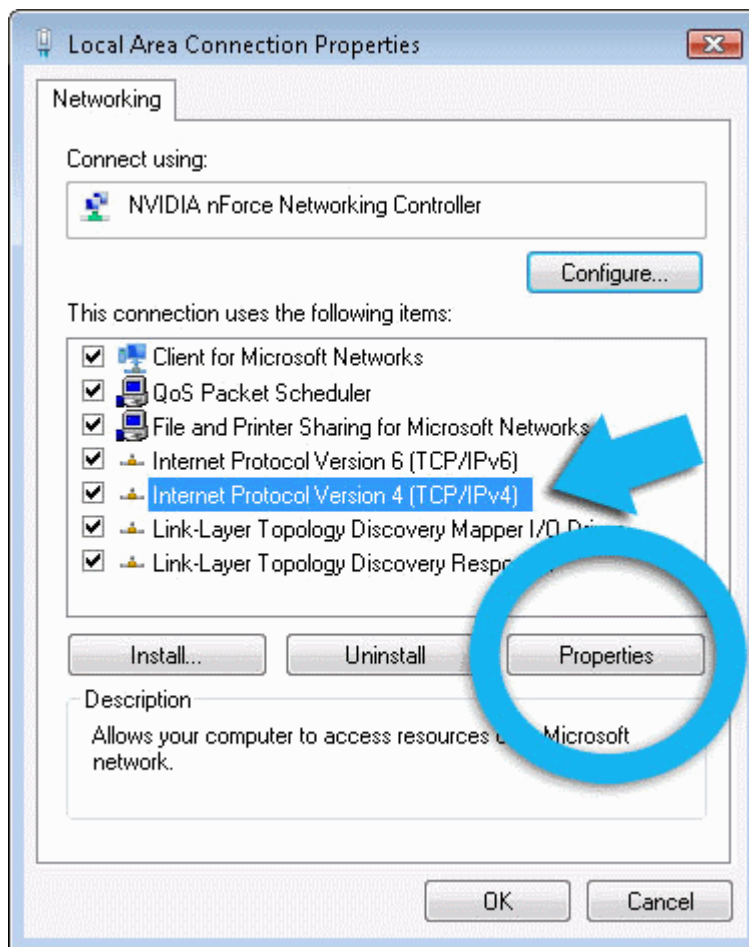 Local Area Connection Properties
Networking
Connect using:
NVIDIA nForce Networking Controller
Configure...
This connection uses the following items:
Client for Microsoft Networks
QoS Packet Scheduler
File and Printer Sharing for Microsoft Networks
Internet Protocol Version 6 (TCP/IPv6)
Internet Protocol Version 4 (TCP/IPv4)
Link-Layer Topology Discovery Mapper I/O
Link-Layer Topology Discovery
Install...
Uninstall
Properties
Description
Allows your computer to access resources Microsoft
network.
OK
Cancel